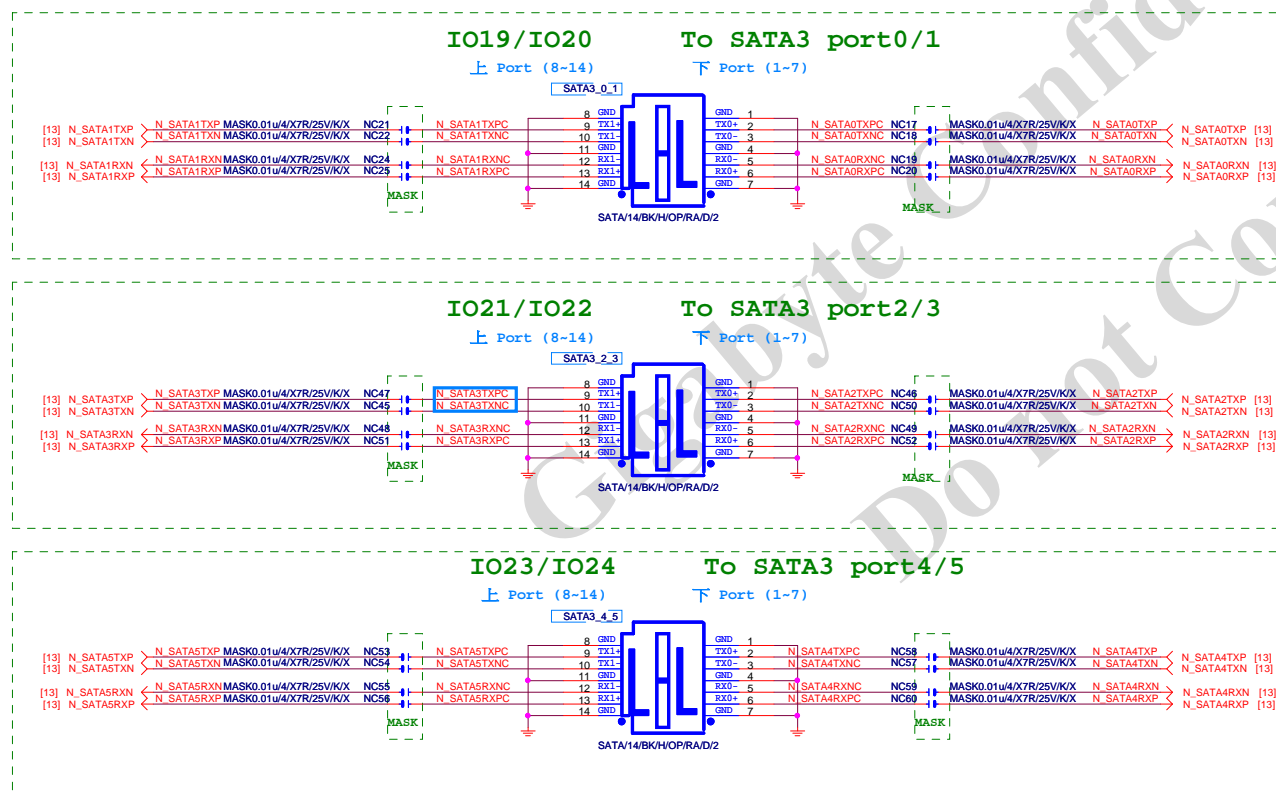 IO19/IO20 To SATA3 port0/1
上 Port (8~14) 下 Port (1~7)
SATA3_0_1
[13] N_SATA1TXP N_SATA1TXP MASK0.01u/4/X7R/25V/K/X NC21 N_SATA1TXPC
[13] N_SATA1TXN N_SATA1TXN MASK0.01u/4/X7R/25V/K/X NC22 N_SATA1TXNC
[13] N_SATA1RXN N_SATA1RXN MASK0.01u/4/X7R/25V/K/X NC24 N_SATA1RXNC
[13] N_SATA1RXP N_SATA1RXP MASK0.01u/4/X7R/25V/K/X NC25 N_SATA1RXPC
MASK
8 GND
9 TX1+
10 TX1-
11 GND
12 RX1-
13 RX1+
14 GND
GND 1
TX0+ 2
TX0- 3
GND 4
RX0- 5
RX0+ 6
GND 7
SATA/14/BK/H/OP/RA/D/2
N_SATA0TXPC NC17 MASK0.01u/4/X7R/25V/K/X N_SATA0TXP N_SATA0TXP [13]
N_SATA0TXNC NC18 MASK0.01u/4/X7R/25V/K/X N_SATA0TXN N_SATA0TXN [13]
N_SATA0RXNC NC19 MASK0.01u/4/X7R/25V/K/X N_SATA0RXN N_SATA0RXN [13]
N_SATA0RXPC NC20 MASK0.01u/4/X7R/25V/K/X N_SATA0RXP N_SATA0RXP [13]
MASK
IO21/IO22 To SATA3 port2/3
上 Port (8~14) 下 Port (1~7)
SATA3_2_3
[13] N_SATA3TXP N_SATA3TXP MASK0.01u/4/X7R/25V/K/X NC47 N_SATA3TXPC
[13] N_SATA3TXN N_SATA3TXN MASK0.01u/4/X7R/25V/K/X NC45 N_SATA3TXNC
[13] N_SATA3RXN N_SATA3RXN MASK0.01u/4/X7R/25V/K/X NC48 N_SATA3RXNC
[13] N_SATA3RXP N_SATA3RXP MASK0.01u/4/X7R/25V/K/X NC51 N_SATA3RXPC
MASK
8 GND
9 TX1+
10 TX1-
11 GND
12 RX1-
13 RX1+
14 GND
GND 1
TX0+ 2
TX0- 3
GND 4
RX0- 5
RX0+ 6
GND 7
SATA/14/BK/H/OP/RA/D/2
N_SATA2TXPC NC46 MASK0.01u/4/X7R/25V/K/X N_SATA2TXP N_SATA2TXP [13]
N_SATA2TXNC NC50 MASK0.01u/4/X7R/25V/K/X N_SATA2TXN N_SATA2TXN [13]
N_SATA2RXNC NC49 MASK0.01u/4/X7R/25V/K/X N_SATA2RXN N_SATA2RXN [13]
N_SATA2RXPC NC52 MASK0.01u/4/X7R/25V/K/X N_SATA2RXP N_SATA2RXP [13]
MASK
IO23/IO24 To SATA3 port4/5
上 Port (8~14) 下 Port (1~7)
SATA3_4_5
[13] N_SATA5TXP N_SATA5TXP MASK0.01u/4/X7R/25V/K/X NC53 N_SATA5TXPC
[13] N_SATA5TXN N_SATA5TXN MASK0.01u/4/X7R/25V/K/X NC54 N_SATA5TXNC
[13] N_SATA5RXN N_SATA5RXN MASK0.01u/4/X7R/25V/K/X NC55 N_SATA5RXNC
[13] N_SATA5RXP N_SATA5RXP MASK0.01u/4/X7R/25V/K/X NC56 N_SATA5RXPC
MASK
8 GND
9 TX1+
10 TX1-
11 GND
12 RX1-
13 RX1+
14 GND
GND 1
TX0+ 2
TX0- 3
GND 4
RX0- 5
RX0+ 6
GND 7
SATA/14/BK/H/OP/RA/D/2
N_SATA4TXPC NC58 MASK0.01u/4/X7R/25V/K/X N_SATA4TXP N_SATA4TXP [13]
N_SATA4TXNC NC57 MASK0.01u/4/X7R/25V/K/X N_SATA4TXN N_SATA4TXN [13]
N_SATA4RXNC NC59 MASK0.01u/4/X7R/25V/K/X N_SATA4RXN N_SATA4RXN [13]
N_SATA4RXPC NC60 MASK0.01u/4/X7R/25V/K/X N_SATA4RXP N_SATA4RXP [13]
MASK
Gigabyte Confid
Do not Co